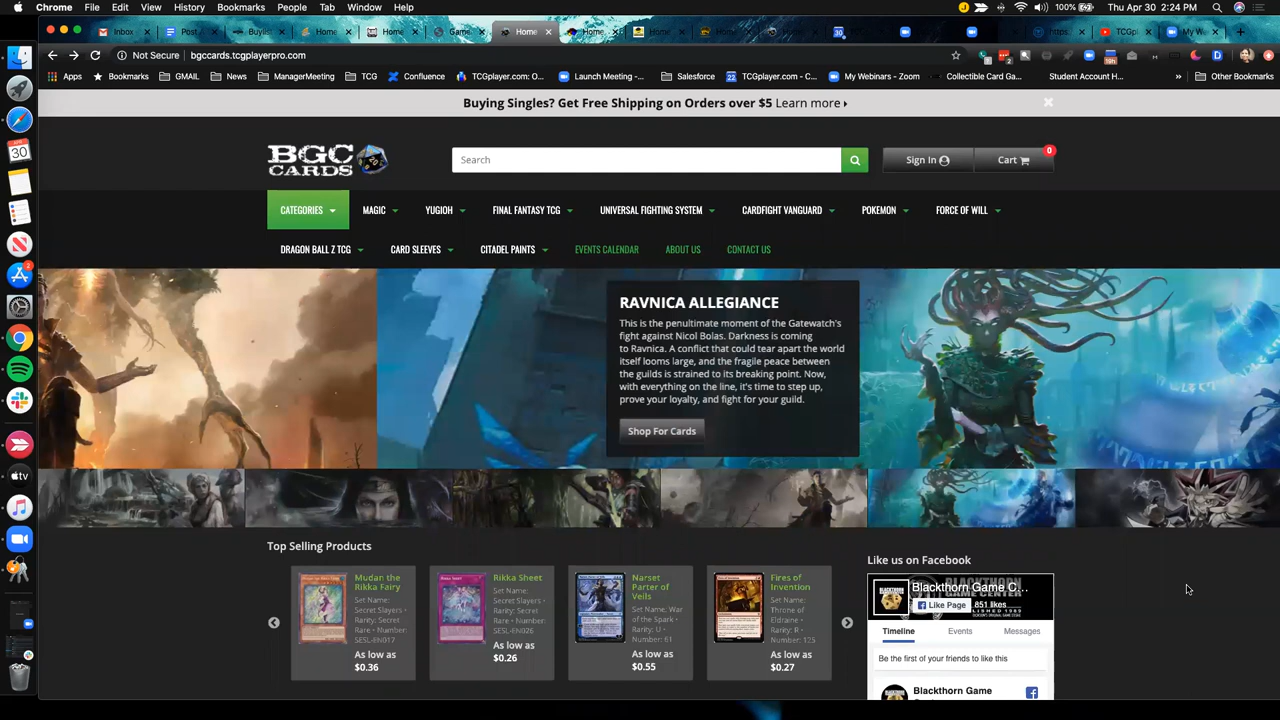 Chrome File Edit View History Bookmarks People Tab Window Help
100% Thu Apr 30 2:24 PM
Inbox Post A Buylis Home Home Game Home Home Home Home Home 30 https: TCGpl My W
Not Secure bgccards.tcgplayerpro.com
Apps Bookmarks GMAIL News ManagerMeeting TCG Confluence TCGplayer.com: O... Launch Meeting -... Salesforce TCGplayer.com - C... My Webinars - Zoom Collectible Card Ga... Student Account H... » Other Bookmarks
Buying Singles? Get Free Shipping on Orders over $5 Learn more
BGC
CARDS
Search
Sign In
Cart
0
CATEGORIES MAGIC YUGIOH FINAL FANTASY TCG UNIVERSAL FIGHTING SYSTEM CARDFIGHT VANGUARD POKEMON FORCE OF WILL
DRAGON BALL Z TCG CARD SLEEVES CITADEL PAINTS EVENTS CALENDAR ABOUT US CONTACT US
RAVNICA ALLEGIANCE
This is the penultimate moment of the Gatewatch's
fight against Nicol Bolas. Darkness is coming
to Ravnica. A conflict that could tear apart the world
itself looms large, and the fragile peace between
the guilds is strained to its breaking point. Now,
with everything on the line, it's time to step up,
prove your loyalty, and fight for your guild.
Shop For Cards
Top Selling Products
Mudan the
Rikka Fairy
Set Name:
Secret Slayers •
Rarity: Secret
Rare • Number:
SESL-EN017
As low as
$0.36
Rikka Sheet
Set Name:
Secret Slayers •
Rarity: Secret
Rare • Number:
SESL-EN026
As low as
$0.26
Narset
Parter of
Veils
Set Name: War
of the Spark •
Rarity: U •
Number: 61
As low as
$0.55
Fires of
Invention
Set Name:
Throne of
Eldraine •
Rarity: R •
Number: 125
As low as
$0.27
Like us on Facebook
Blackthorn Game C...
851 likes
Like Page
Timeline Events Messages
Be the first of your friends to like this
Blackthorn Game